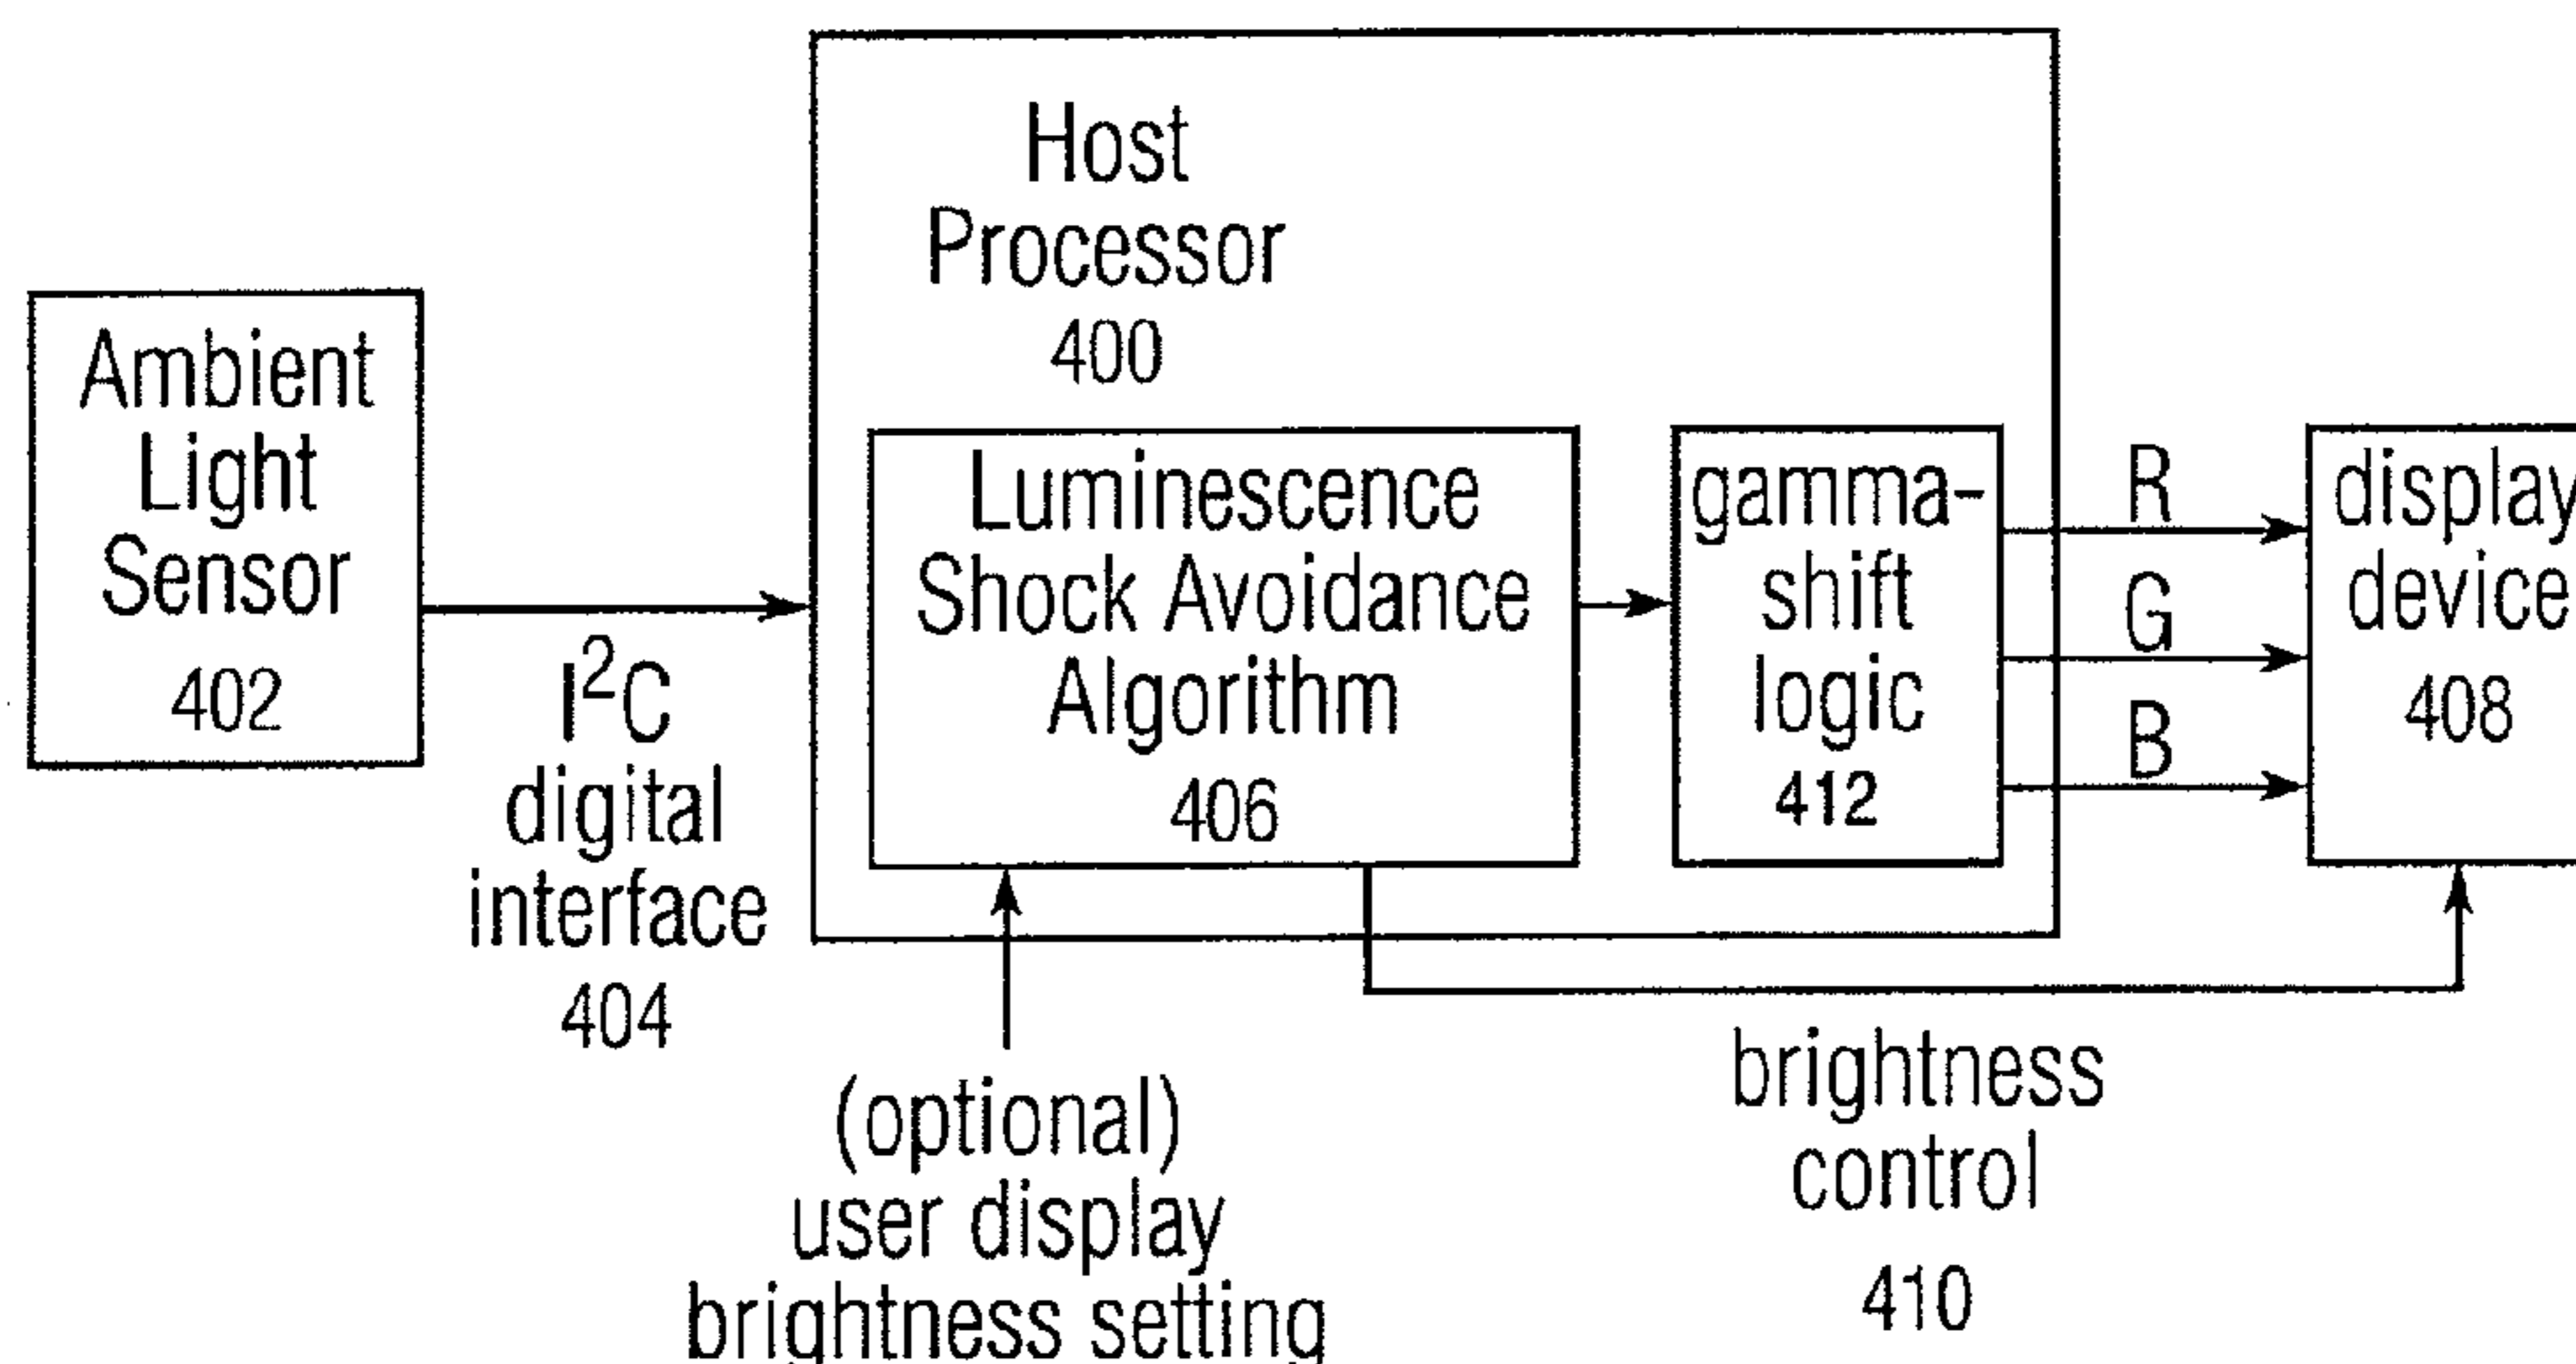 Host
Processor
400
Ambient
Light
Sensor
402
I²C
digital
interface
404
Luminescence
Shock Avoidance
Algorithm
406
gamma-
shift
logic
412
R
G
B
display
device
408
(optional)
user display
brightness setting
brightness
control
410